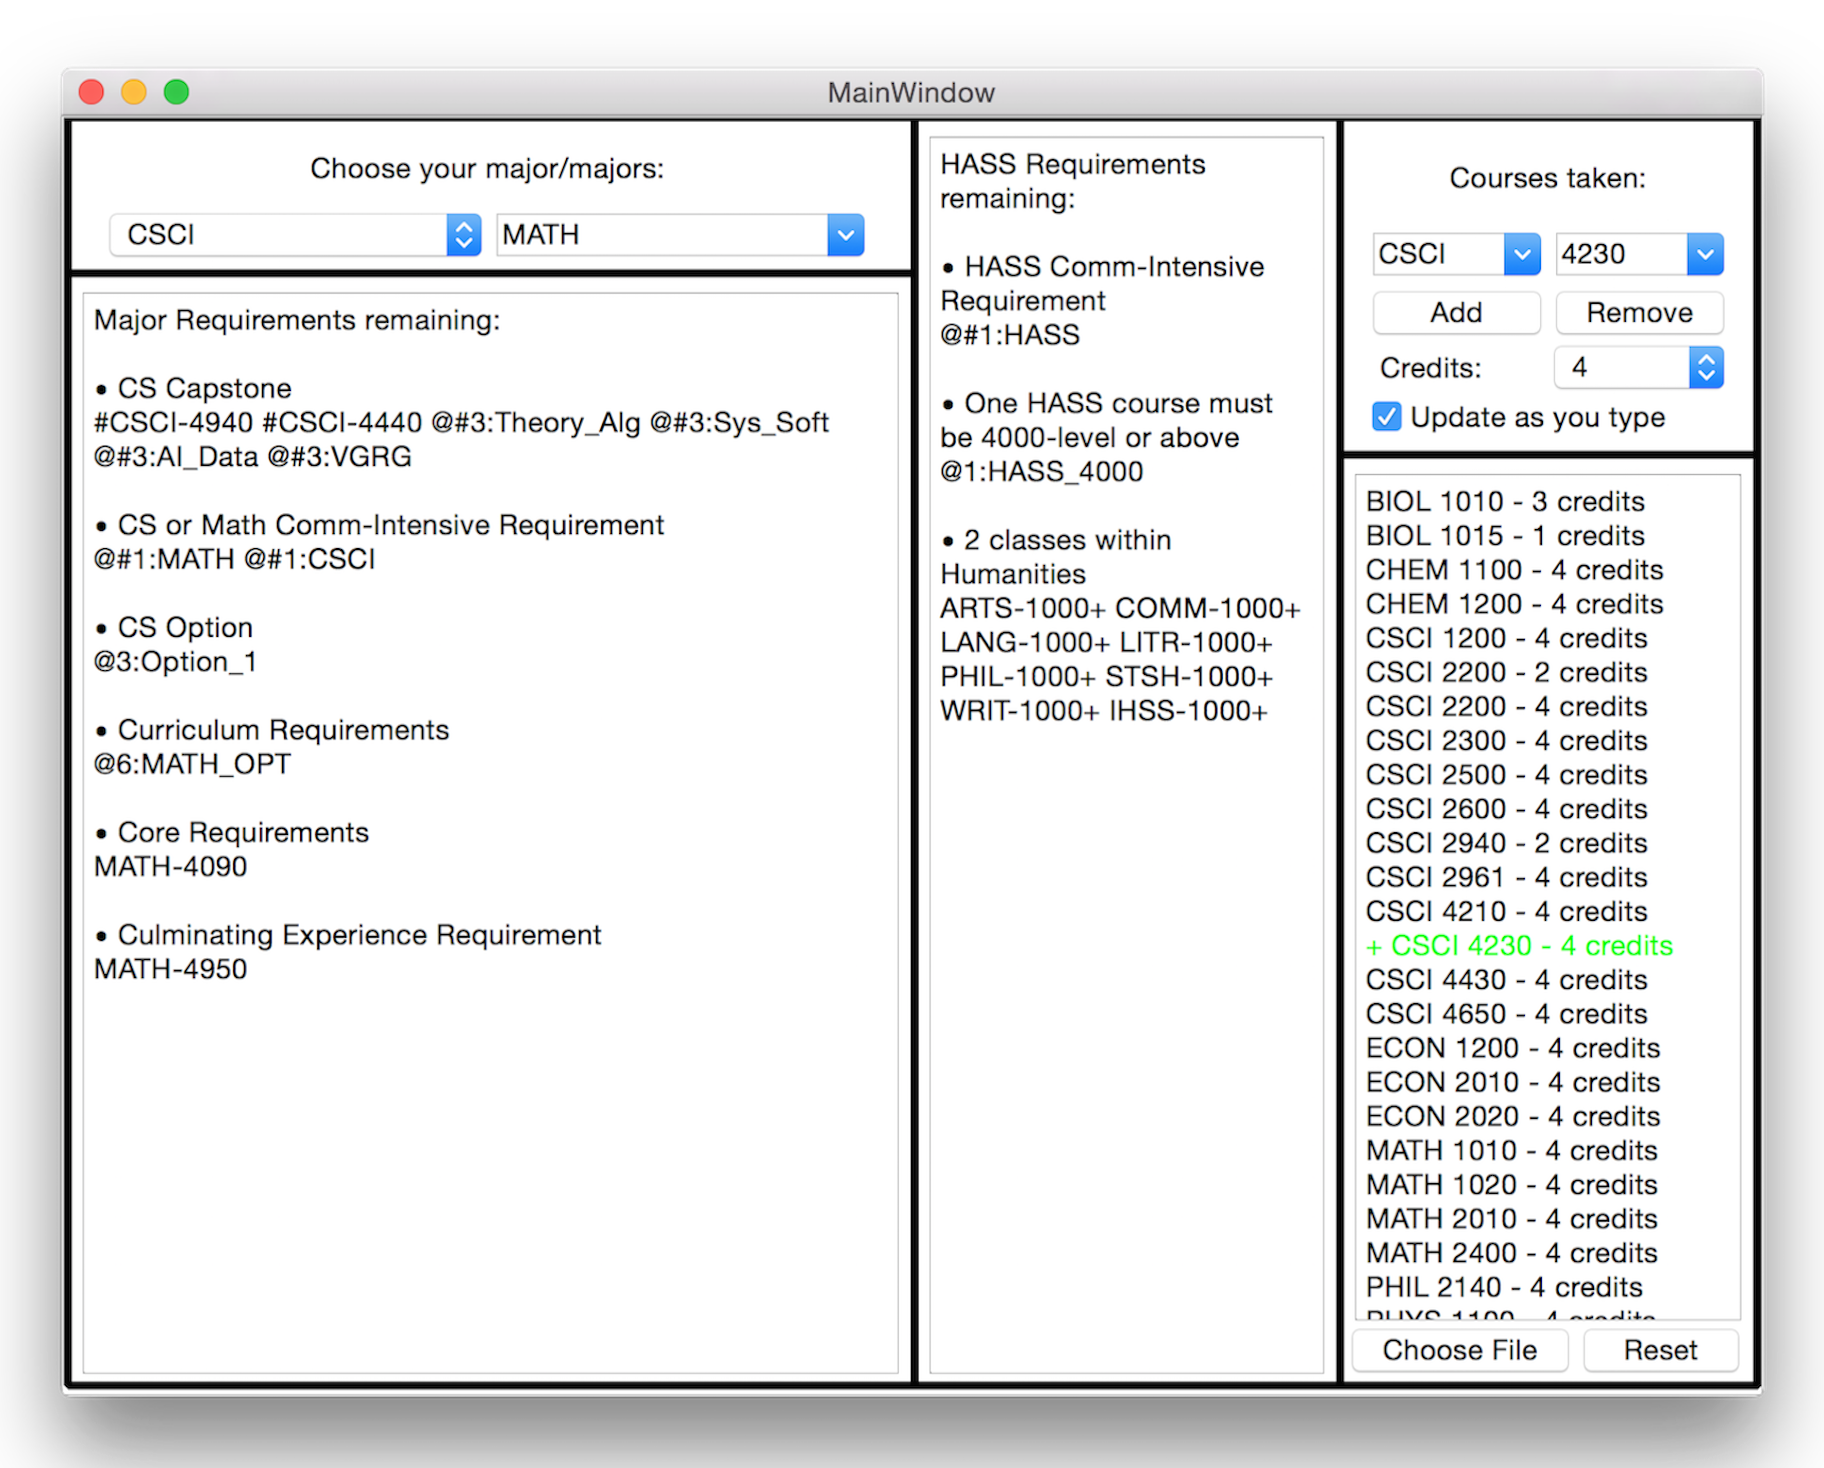 MainWindow
Choose your major/majors:
CSCI
MATH
Major Requirements remaining:
• CS Capstone
#CSCI-4940 #CSCI-4440 @#3:Theory_Alg @#3:Sys_Soft
@#3:AI_Data @#3:VGRG
• CS or Math Comm-Intensive Requirement
@#1:MATH @#1:CSCI
• CS Option
@3:Option_1
• Curriculum Requirements
@6:MATH_OPT
• Core Requirements
MATH-4090
• Culminating Experience Requirement
MATH-4950
HASS Requirements
remaining:
• HASS Comm-Intensive
Requirement
@#1:HASS
• One HASS course must
be 4000-level or above
@1:HASS_4000
• 2 classes within
Humanities
ARTS-1000+ COMM-1000+
LANG-1000+ LITR-1000+
PHIL-1000+ STSH-1000+
WRIT-1000+ IHSS-1000+
Courses taken:
CSCI
4230
Add
Remove
Credits:
4
Update as you type
BIOL 1010 - 3 credits
BIOL 1015 - 1 credits
CHEM 1100 - 4 credits
CHEM 1200 - 4 credits
CSCI 1200 - 4 credits
CSCI 2200 - 2 credits
CSCI 2200 - 4 credits
CSCI 2300 - 4 credits
CSCI 2500 - 4 credits
CSCI 2600 - 4 credits
CSCI 2940 - 2 credits
CSCI 2961 - 4 credits
CSCI 4210 - 4 credits
+ CSCI 4230 - 4 credits
CSCI 4430 - 4 credits
CSCI 4650 - 4 credits
ECON 1200 - 4 credits
ECON 2010 - 4 credits
ECON 2020 - 4 credits
MATH 1010 - 4 credits
MATH 1020 - 4 credits
MATH 2010 - 4 credits
MATH 2400 - 4 credits
PHIL 2140 - 4 credits
PHYS 1100 - 4 credits
Choose File
Reset